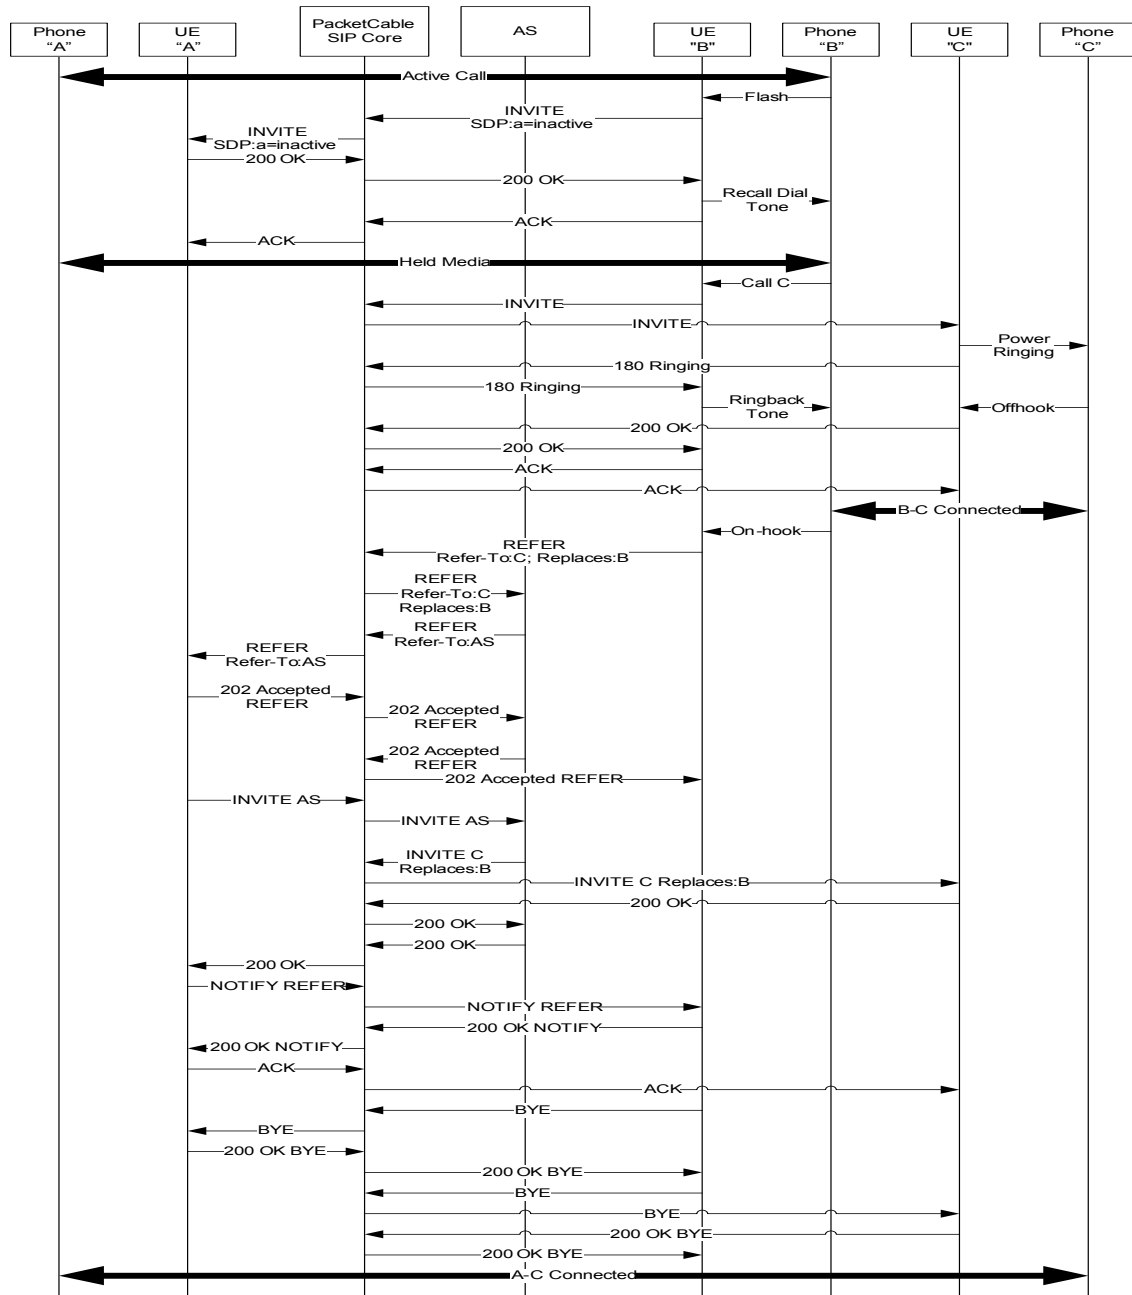 Phone
“A”
UE
“A”
PacketCable
SIP Core
AS
UE
"B"
Phone
“B”
UE
"C"
Phone
“C”
Active Call
Flash
INVITE
SDP:a=inactive
INVITE
SDP:a=inactive
200 OK
200 OK
Recall Dial
Tone
ACK
ACK
Held Media
Call C
INVITE
INVITE
Power
Ringing
180 Ringing
180 Ringing
Ringback
Tone
Offhook
200 OK
200 OK
ACK
ACK
B-C Connected
On-hook
REFER
Refer-To:C; Replaces:B
REFER
Refer-To:C
Replaces:B
REFER
Refer-To:AS
REFER
Refer-To:AS
202 Accepted
REFER
202 Accepted
REFER
202 Accepted
REFER
202 Accepted REFER
INVITE AS
INVITE AS
INVITE C
Replaces:B
INVITE C Replaces:B
200 OK
200 OK
200 OK
200 OK
NOTIFY REFER
NOTIFY REFER
200 OK NOTIFY
200 OK NOTIFY
ACK
ACK
BYE
BYE
200 OK BYE
200 OK BYE
BYE
BYE
200 OK BYE
200 OK BYE
A-C Connected